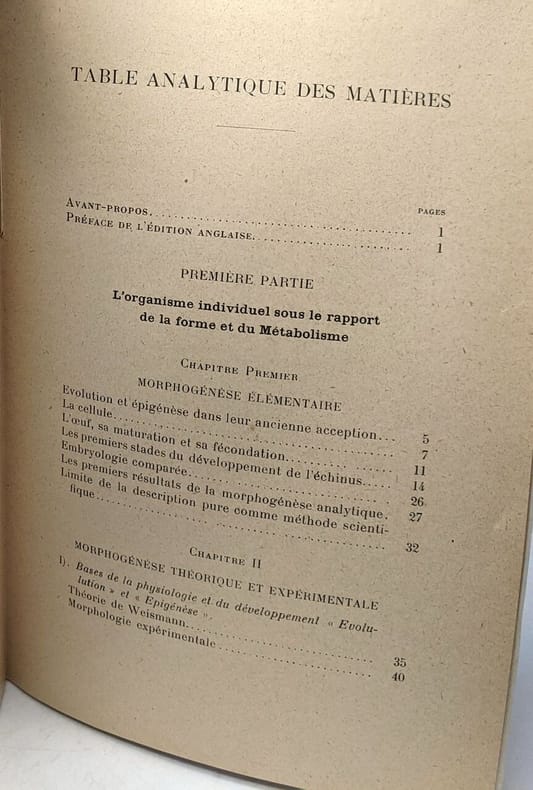 TABLE ANALYTIQUE DES MATIÈRES
PAGES
AVANT-PROPOS. 1
PRÉFACE DE L'ÉDITION ANGLAISE. 1
PREMIÈRE PARTIE
L'organisme individuel sous le rapport
de la forme et du Métabolisme
CHAPITRE PREMIER
MORPHOGÉNÈSE ÉLÉMENTAIRE
Evolution et épigénèse dans leur ancienne acception... 5
La cellule. 7
L'œuf, sa maturation et sa fécondation. 11
Les premiers stades du développement de l'échinus. 14
Embryologie comparée. 26
Les premiers résultats de la morphogénèse analytique. 27
Limite de la description pure comme méthode scienti-
fique. 32
CHAPITRE II
MORPHOGÉNÈSE THÉORIQUE ET EXPÉRIMENTALE
I). Bases de la physiologie et du développement « Evolu-
lution » et « Epigénèse ».
Théorie de Weismann. 35
Morphologie expérimentale 40